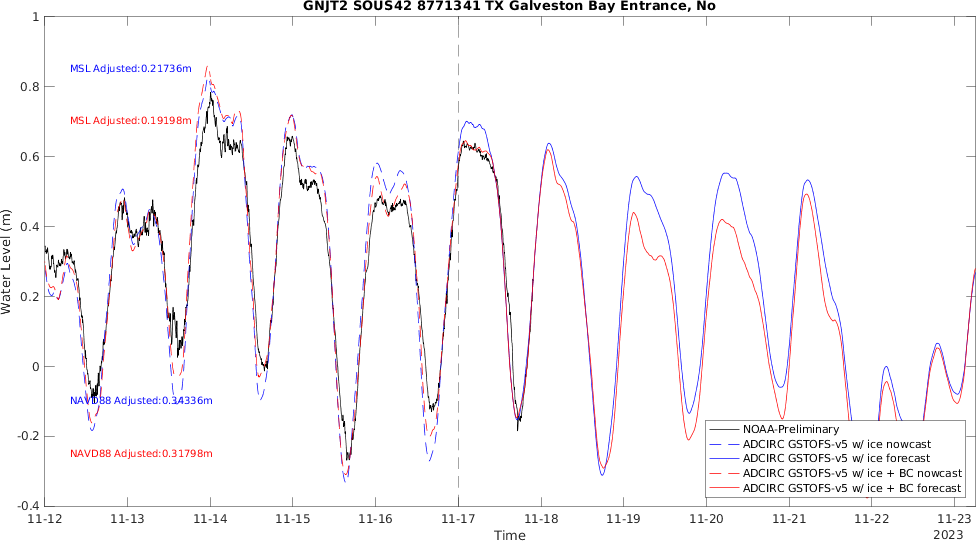 GNJT2 SOUS42 8771341 TX Galveston Bay Entrance, No
Water Level (m)
1
0.8
0.6
0.4
0.2
0
-0.2
-0.4
MSL Adjusted:0.21736m
MSL Adjusted:0.19198m
NAVD88 Adjusted:0.34336m
NAVD88 Adjusted:0.31798m
NOAA-Preliminary
ADCIRC GSTOFS-v5 w/ ice nowcast
ADCIRC GSTOFS-v5 w/ ice forecast
ADCIRC GSTOFS-v5 w/ ice + BC nowcast
ADCIRC GSTOFS-v5 w/ ice + BC forecast
11-12 11-13 11-14 11-15 11-16 11-17 11-18 11-19 11-20 11-21 11-22 11-23
Time
2023